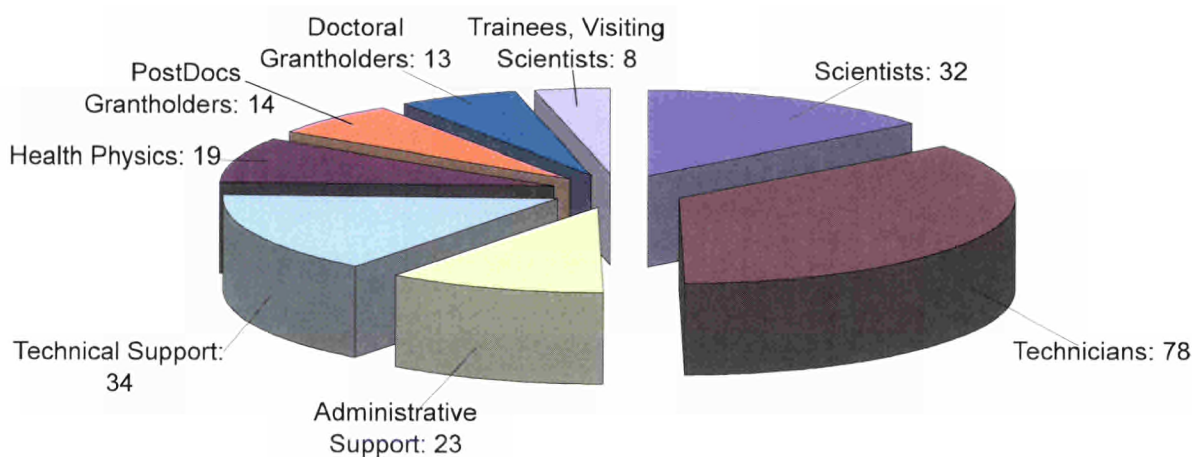 Doctoral
Grantholders: 13
Trainees, Visiting
Scientists: 8
Scientists: 32
PostDocs
Grantholders: 14
Health Physics: 19
Technical Support:
34
Administrative
Support: 23
Technicians: 78